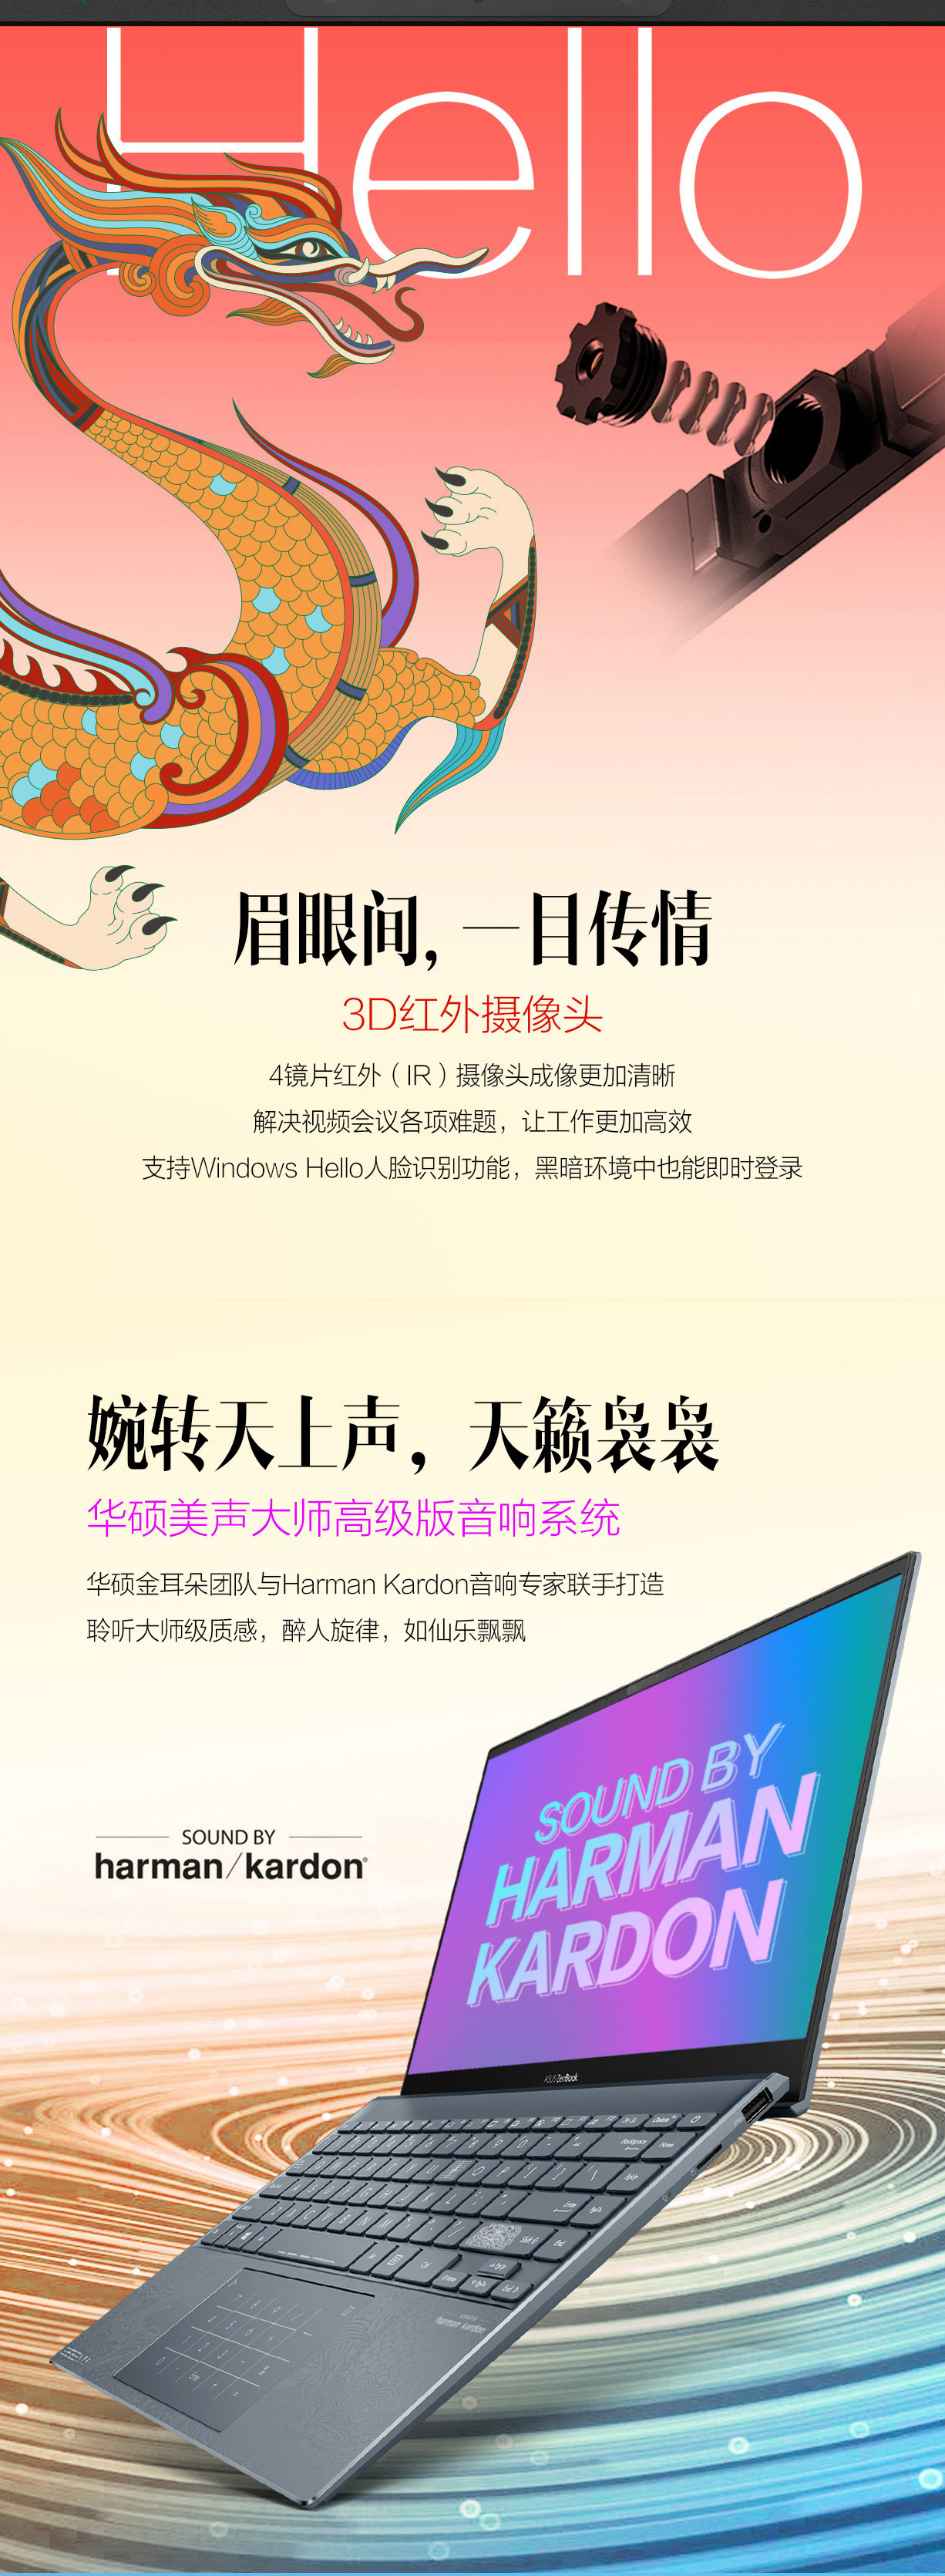 Hello
眉眼间，一目传情
3D红外摄像头
4镜片红外（IR）摄像头成像更加清晰
解决视频会议各项难题，让工作更加高效
支持Windows Hello人脸识别功能，黑暗环境中也能即时登录
婉转天上声，天籁袅袅
华硕美声大师高级版音响系统
华硕金耳朵团队与Harman Kardon音响专家联手打造
聆听大师级质感，醉人旋律，如仙乐飘飘
SOUND BY
HARMAN
KARDON
SOUND BY
harman/kardon®
ASUS ZenBook
harman kardon